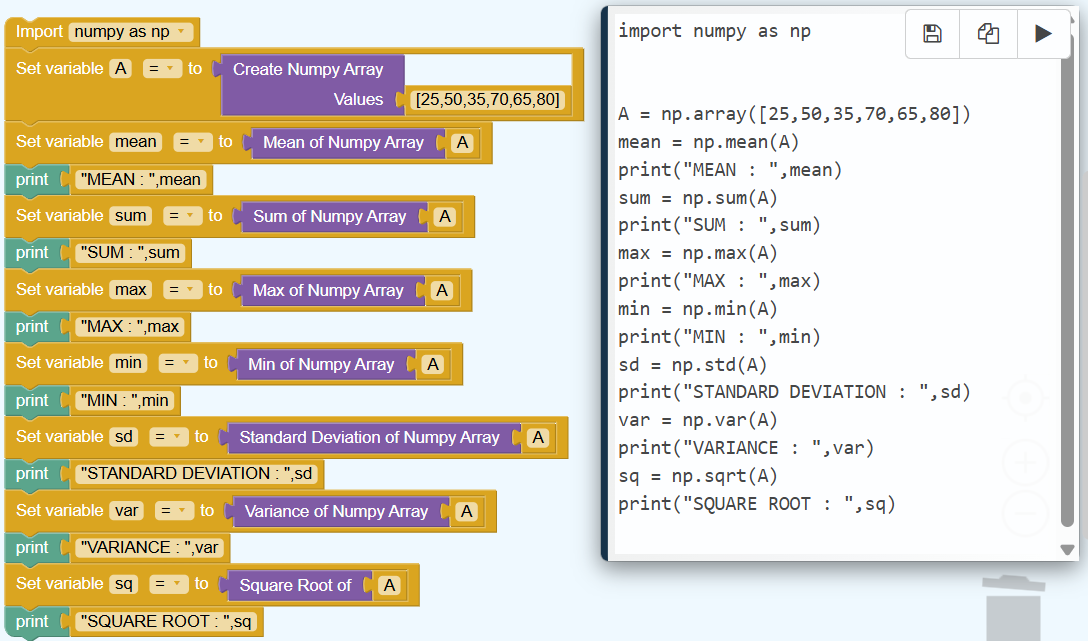 Import numpy as np
Set variable A = to Create Numpy Array
Values [25,50,35,70,65,80]
Set variable mean = to Mean of Numpy Array A
print "MEAN : ",mean
Set variable sum = to Sum of Numpy Array A
print "SUM : ",sum
Set variable max = to Max of Numpy Array A
print "MAX : ",max
Set variable min = to Min of Numpy Array A
print "MIN : ",min
Set variable sd = to Standard Deviation of Numpy Array A
print "STANDARD DEVIATION : ",sd
Set variable var = to Variance of Numpy Array A
print "VARIANCE : ",var
Set variable sq = to Square Root of A
print "SQUARE ROOT : ",sq
import numpy as np
A = np.array([25,50,35,70,65,80])
mean = np.mean(A)
print("MEAN : ",mean)
sum = np.sum(A)
print("SUM : ",sum)
max = np.max(A)
print("MAX : ",max)
min = np.min(A)
print("MIN : ",min)
sd = np.std(A)
print("STANDARD DEVIATION : ",sd)
var = np.var(A)
print("VARIANCE : ",var)
sq = np.sqrt(A)
print("SQUARE ROOT : ",sq)